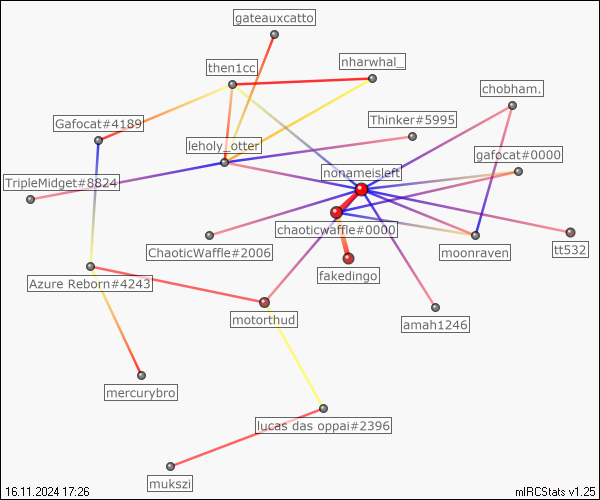 gateauxcatto
then1cc
nharwhal_
chobham.
Gafocat#4189
Thinker#5995
leholy_otter
gafocat#0000
nonameisleft
TripleMidget#8824
chaoticwaffle#0000
ChaoticWaffle#2006
moonraven
tt532
fakedingo
Azure Reborn#4243
motorthud
amah1246
mercurybro
lucas das oppai#2396
mukszi
16.11.2024 17:26
mIRCStats v1.25